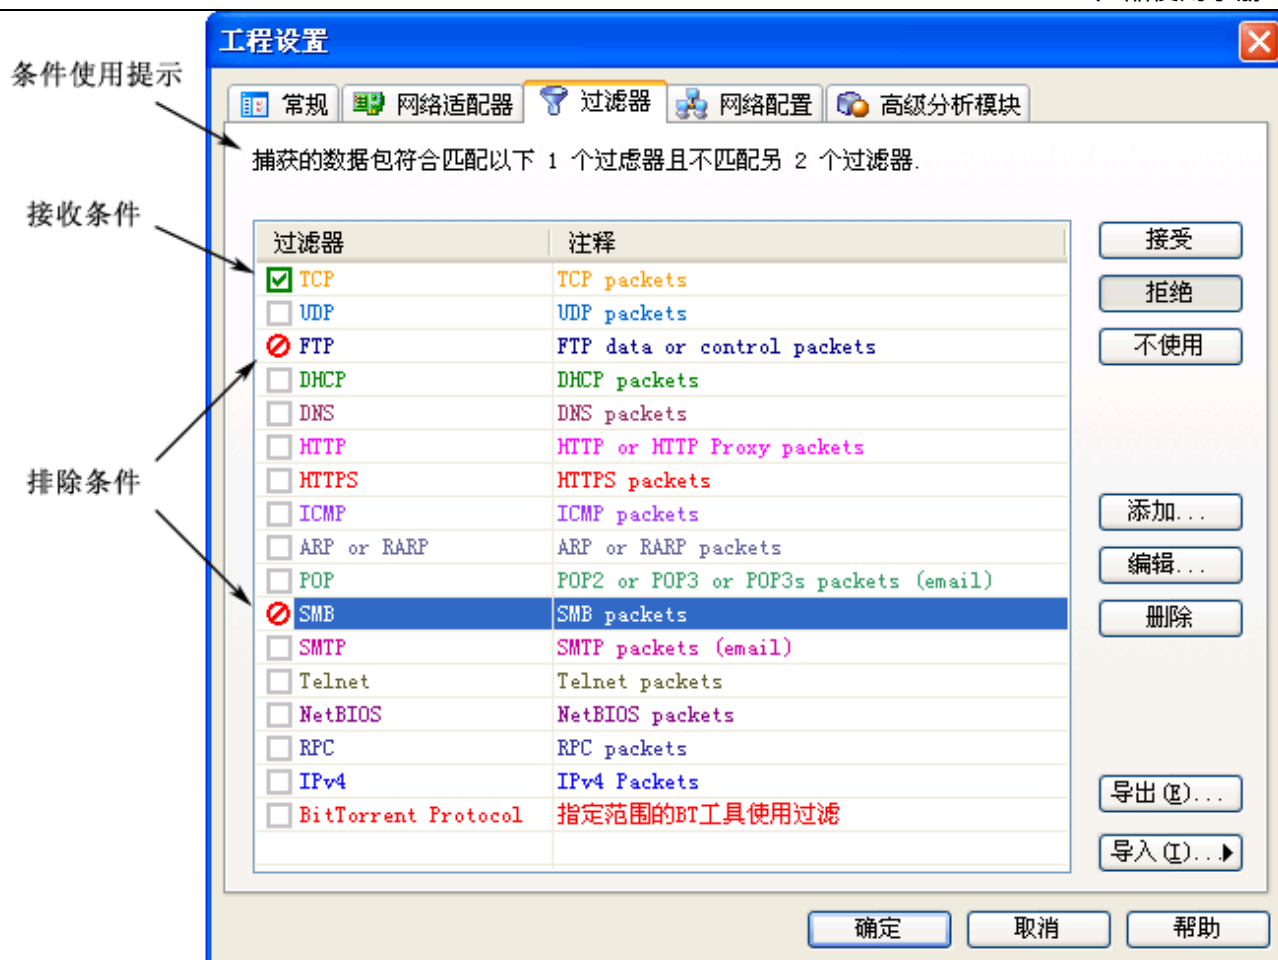 工程设置
条件使用提示
常规 网络适配器 过滤器 网络配置 高级分析模块
捕获的数据包符合匹配以下 1 个过虑器且不匹配另 2 个过滤器.
接收条件
过滤器 注释 接受
TCP TCP packets
拒绝
UDP UDP packets
FTP FTP data or control packets 不使用
DHCP DHCP packets
DNS DNS packets
HTTP HTTP or HTTP Proxy packets
排除条件
HTTPS HTTPS packets
ICMP ICMP packets 添加...
ARP or RARP ARP or RARP packets
编辑...
POP POP2 or POP3 or POP3s packets (email)
SMB SMB packets 册除
SMTP SMTP packets (email)
Telnet Telnet packets
NetBIOS NetBIOS packets
RPC RPC packets
IPv4 IPv4 Packets
导出(E)...
BitTorrent Protocol 指定范围的BT工具使用过滤
导入(I)...
确定 取消 帮助